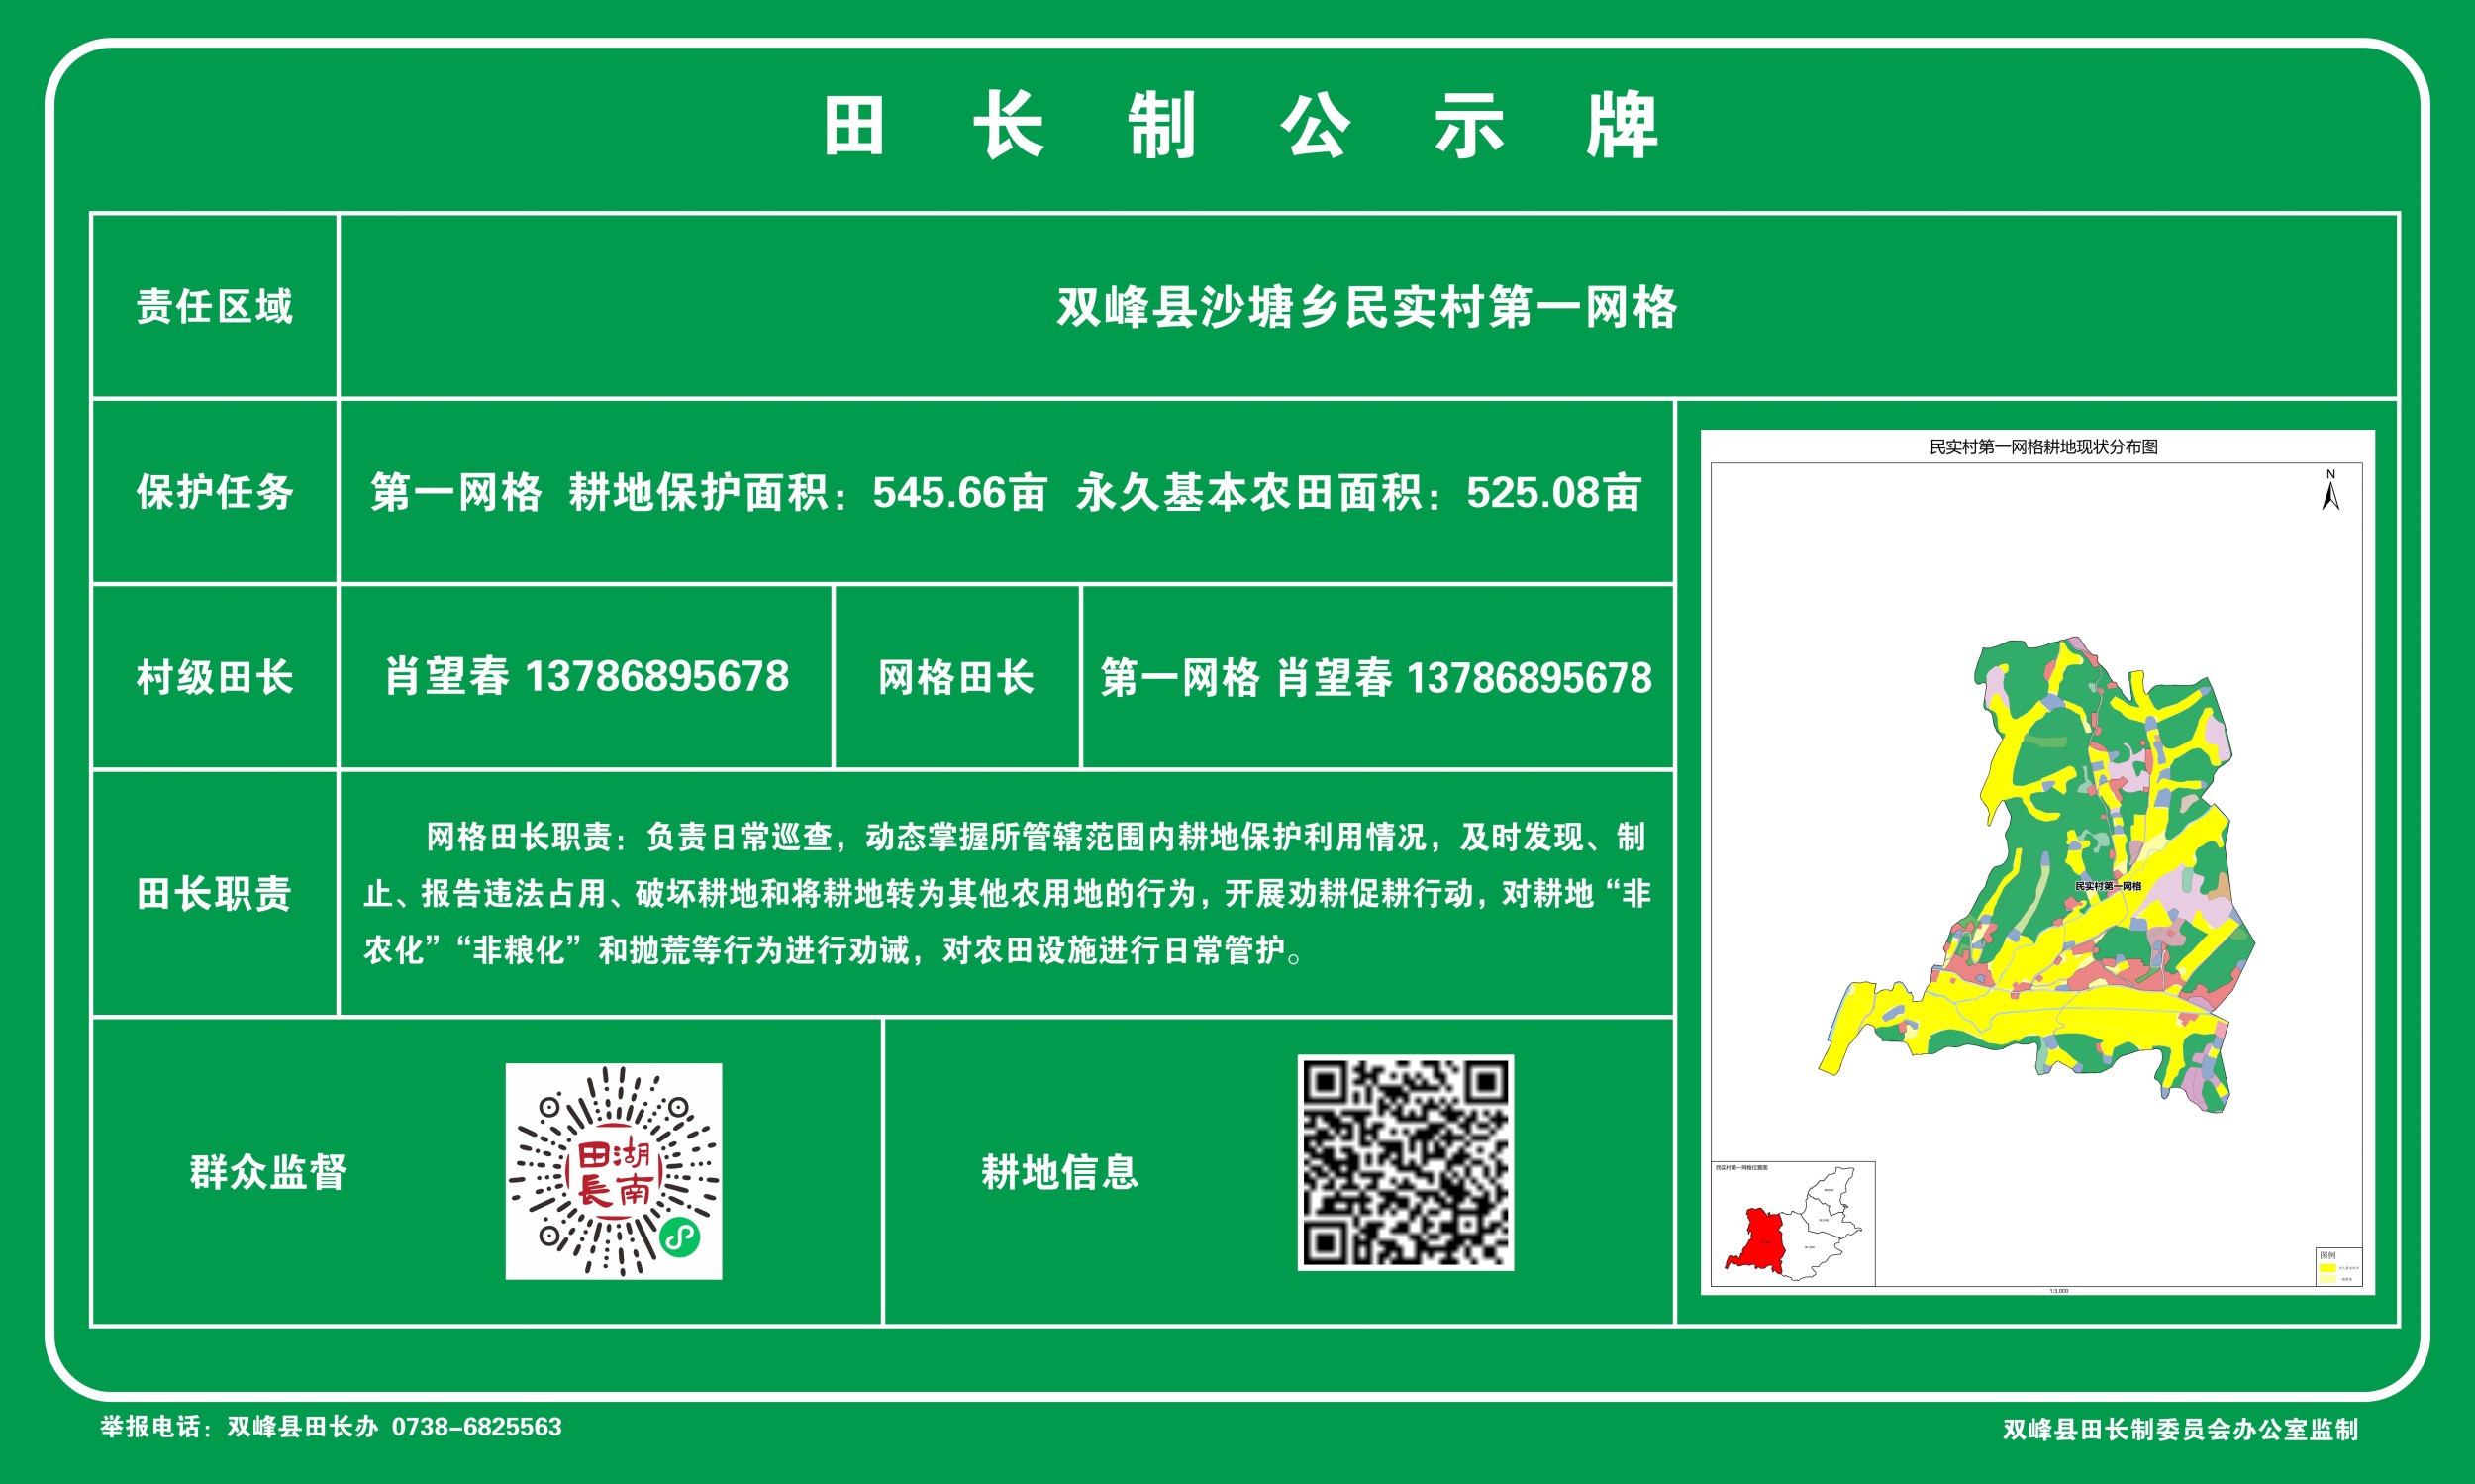 田长制公示牌
责任区域
双峰县沙塘乡民实村第一网格
保护任务
第一网格 耕地保护面积：545.66亩 永久基本农田面积：525.08亩
村级田长
肖望春 13786895678
网格田长
第一网格 肖望春 13786895678
田长职责
网格田长职责：负责日常巡查，动态掌握所管辖范围内耕地保护利用情况，及时发现、制
止、报告违法占用、破坏耕地和将耕地转为其他农用地的行为，开展劝耕促耕行动，对耕地“非
农化”“非粮化”和抛荒等行为进行劝诫，对农田设施进行日常管护。
群众监督
田湖
長南
耕地信息
民实村第一网格耕地现状分布图
N
民实村第一网格
民实村第一网格位置图
图例
1:3,000
举报电话：双峰县田长办 0738-6825563
双峰县田长制委员会办公室监制